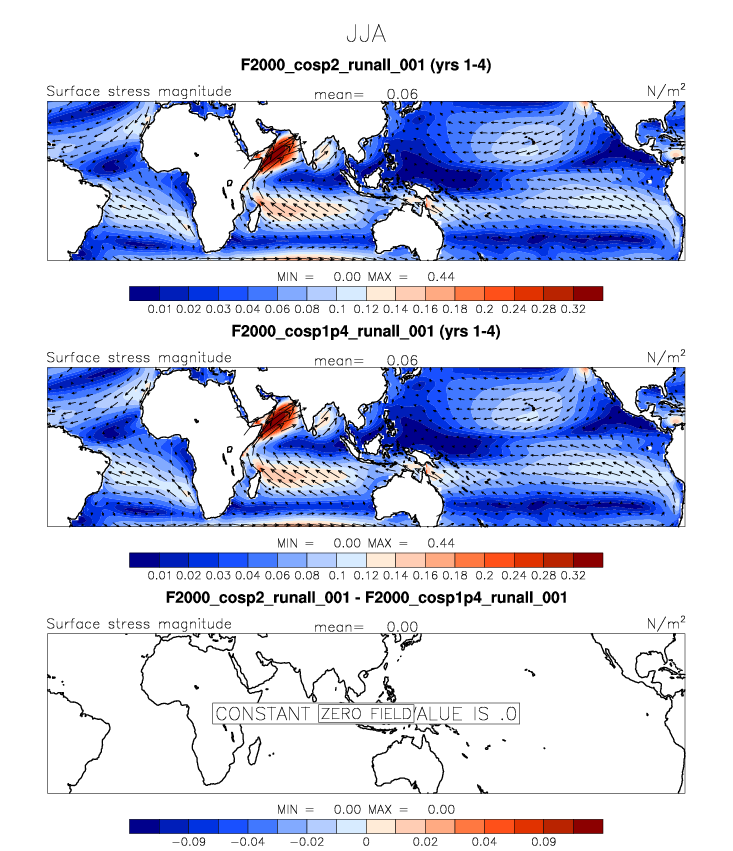 JJA
F2000_cosp2_runall_001 (yrs 1-4)
Surface stress magnitude mean= 0.06 N/m²
MIN = 0.00 MAX = 0.44
0.01 0.02 0.04 0.06 0.08 0.1 0.12 0.14 0.16 0.18 0.2 0.24 0.28 0.32
F2000_cosp1p4_runall_001 (yrs 1-4)
Surface stress magnitude mean= 0.06 N/m²
MIN = 0.00 MAX = 0.44
0.01 0.02 0.04 0.06 0.08 0.1 0.12 0.14 0.16 0.18 0.2 0.24 0.28 0.32
F2000_cosp2_runall_001 - F2000_cosp1p4_runall_001
Surface stress magnitude mean= 0.00 N/m²
CONSTANT ZERO FIELD ALUE IS .0
MIN = 0.00 MAX = 0.00
−0.09 −0.04 −0.02 0 0.02 0.04 0.09